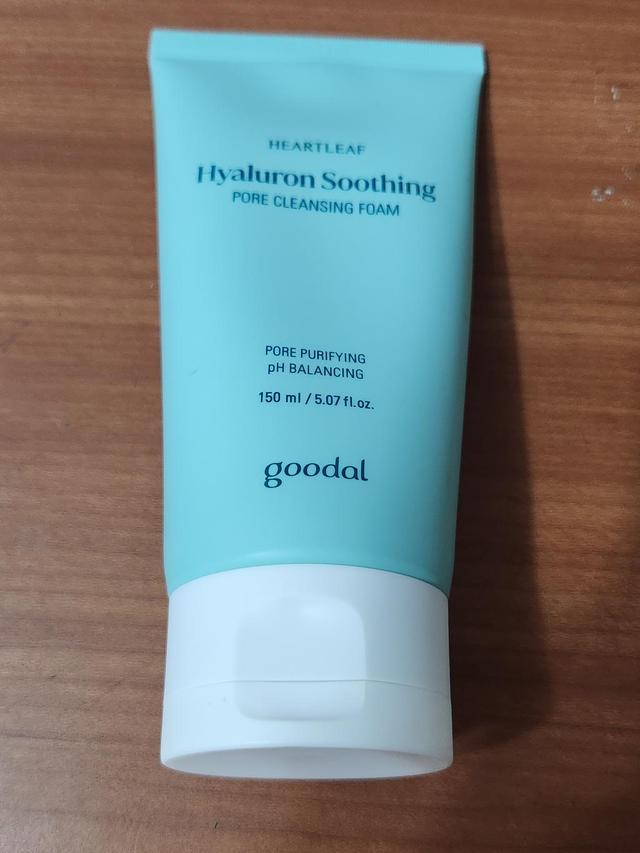 HEARTLEAF
Hyaluron Soothing
PORE CLEANSING FOAM
PORE PURIFYING
pH BALANCING
150 ml / 5.07 fl.oz.
goodal